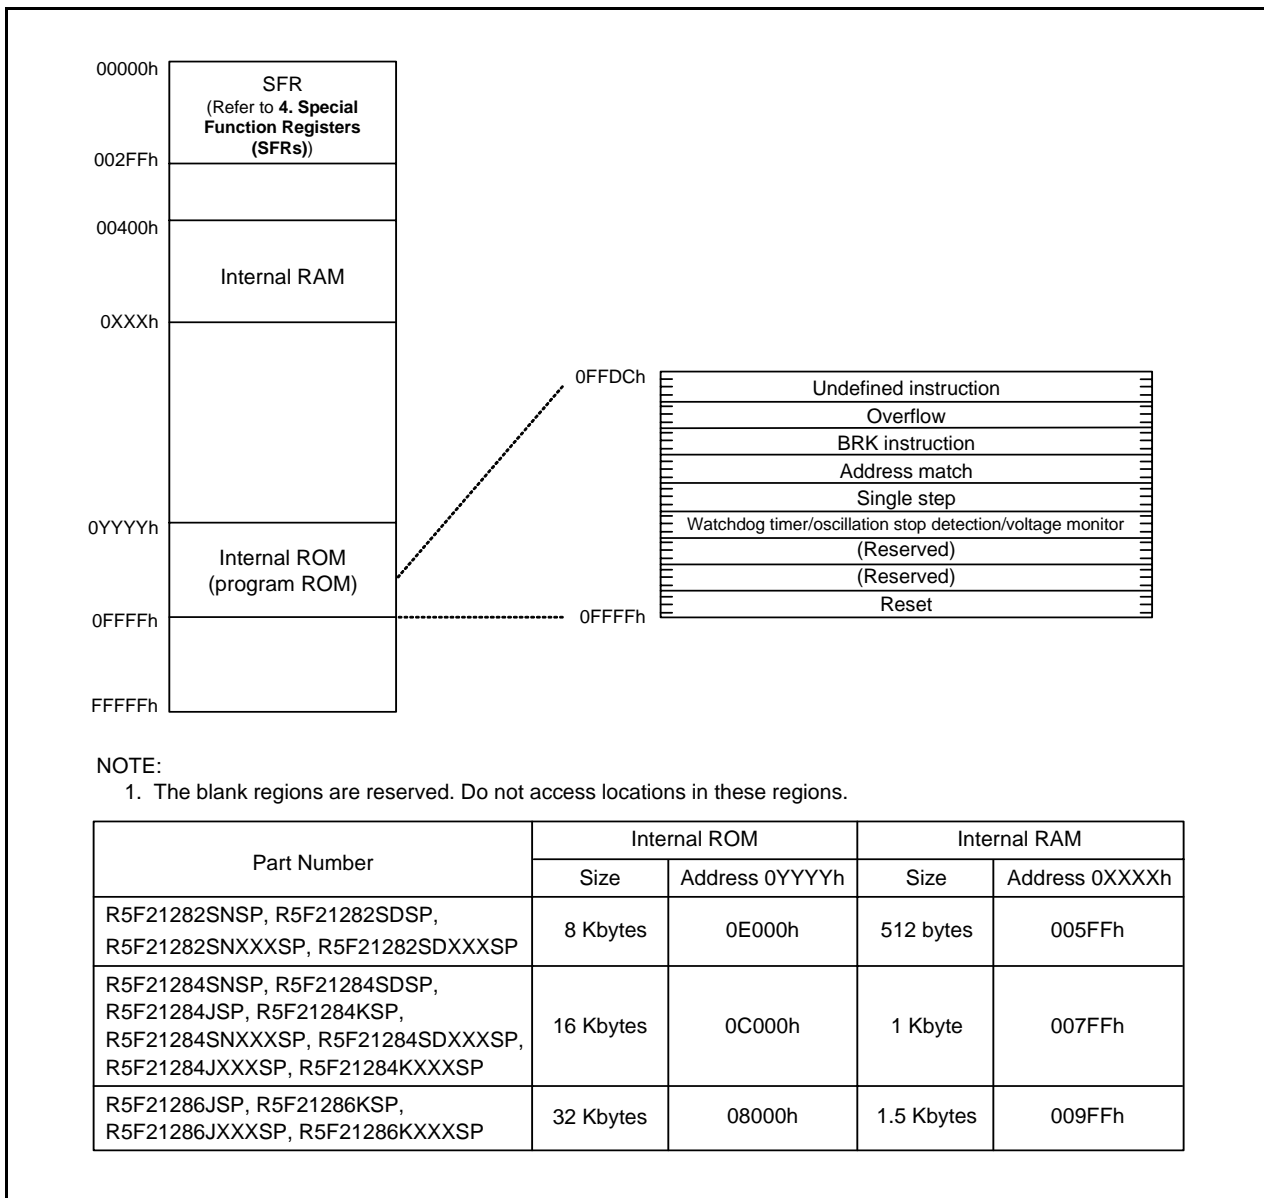 00000h
SFR
(Refer to 4. Special
Function Registers
(SFRs))
002FFh
00400h
Internal RAM
0XXXh
0YYYYh
Internal ROM
(program ROM)
0FFFFh
FFFFFh
0FFDCh
Undefined instruction
Overflow
BRK instruction
Address match
Single step
Watchdog timer/oscillation stop detection/voltage monitor
(Reserved)
(Reserved)
Reset
0FFFFh
NOTE:
1. The blank regions are reserved. Do not access locations in these regions.
Part Number
Internal ROM
Internal RAM
Size
Address 0YYYYh
Size
Address 0XXXXh
R5F21282SNSP, R5F21282SDSP,
R5F21282SNXXXSP, R5F21282SDXXXSP
8 Kbytes
0E000h
512 bytes
005FFh
R5F21284SNSP, R5F21284SDSP,
R5F21284JSP, R5F21284KSP,
R5F21284SNXXXSP, R5F21284SDXXXSP,
R5F21284JXXXSP, R5F21284KXXXSP
16 Kbytes
0C000h
1 Kbyte
007FFh
R5F21286JSP, R5F21286KSP,
R5F21286JXXXSP, R5F21286KXXXSP
32 Kbytes
08000h
1.5 Kbytes
009FFh